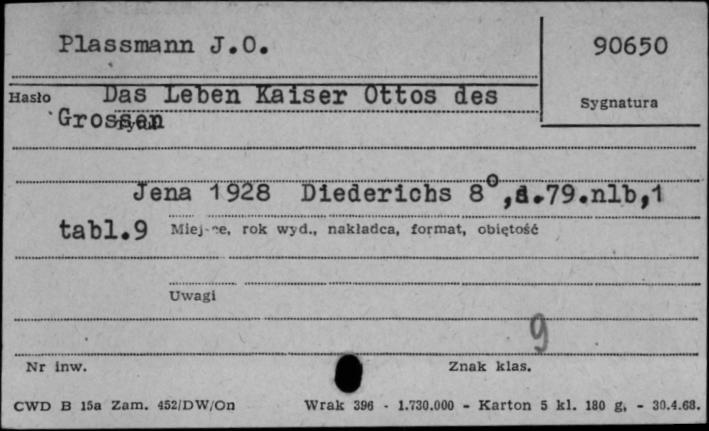 Plassmann J.O.
90650
Hasło
Das Leben Kaiser Ottos des
Sygnatura
Grossen
Tytuł
Jena 1928 Diederichs 8°,s.79.nlb,1
tabl.9
Miejsce, rok wyd., nakładca, format, objętość
Uwagi
9
Nr inw.
Znak klas.
CWD B 15a Zam. 452/DW/On Wrak 396 - 1.730.000 - Karton 5 kl. 180 g, - 30.4.68.